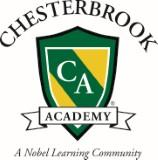 CHESTERBROOK
CA
ACADEMY®
A Nobel Learning Community